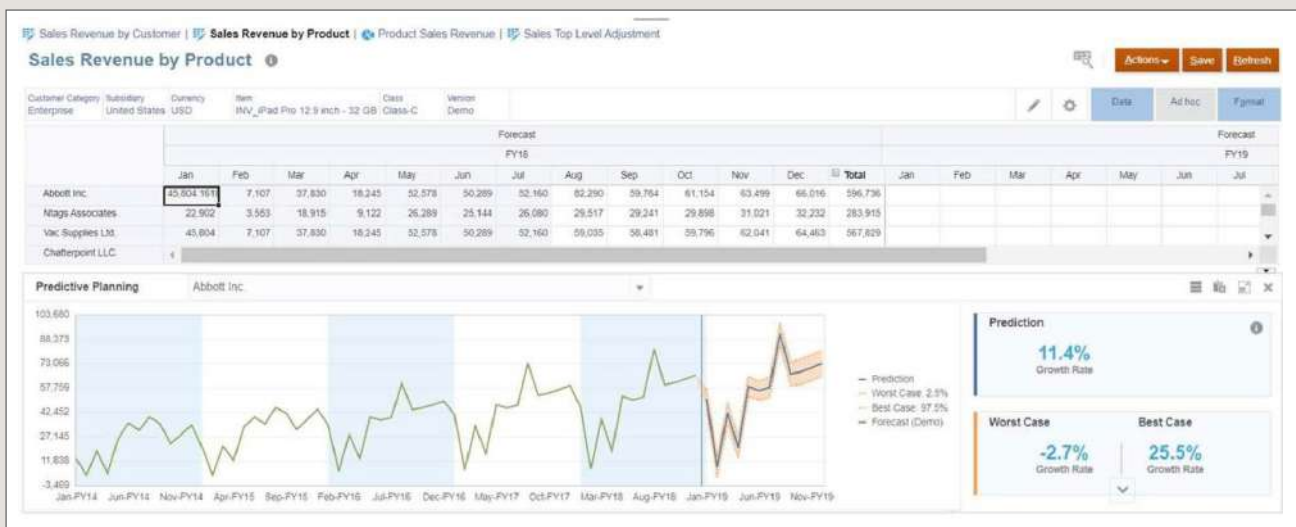 Sales Revenue by Customer | Sales Revenue by Product | Product Sales Revenue | Sales Top Level Adjustment
Sales Revenue by Product
Actions Save Refresh
Customer Category Subsidiary Currency Item Class Version
Enterprise United States USD INV_iPad Pro 12.9 inch - 32 GB Class-C Demo
Data Ad hoc Format
Forecast Forecast
FY18 FY19
Jan Feb Mar Apr May Jun Jul Aug Sep Oct Nov Dec Total Jan Feb Mar Apr May Jun Jul
Abbott Inc. 7,107 37,830 18,245 52,578 50,289 52,160 82,290 59,764 61,154 63,499 66,016 596,736
Ntags Associates 22,902 3,553 18,915 9,122 26,289 25,144 26,080 29,517 29,241 29,898 31,021 32,232 283,915
Vac Supplies Ltd. 45,804 7,107 37,830 18,245 52,578 50,289 52,160 59,035 58,481 59,796 62,041 64,463 567,829
Chatterpoint LLC
Predictive Planning Abbott Inc.
103,680
88,373
73,066
57,759
42,452
27,145
11,838
-3,469
Jan-FY14 Jun-FY14 Nov-FY14 Apr-FY15 Sep-FY15 Feb-FY16 Jul-FY16 Dec-FY16 May-FY17 Oct-FY17 Mar-FY18 Aug-FY18 Jan-FY19 Jun-FY19 Nov-FY19
Prediction
Worst Case: 2.5%
Best Case: 97.5%
Forecast (Demo)
Prediction
11.4%
Growth Rate
Worst Case Best Case
-2.7% 25.5%
Growth Rate Growth Rate